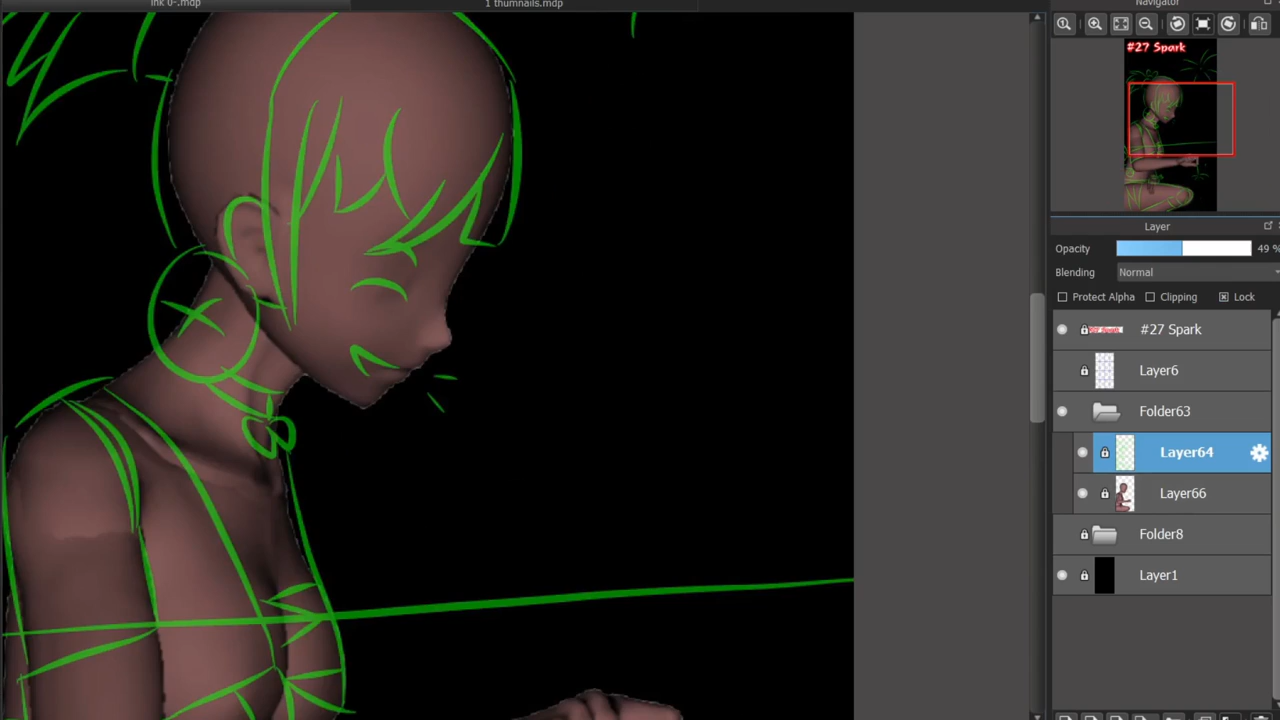 ink 0-.mdp
1 thumnails.mdp
Navigator
#27 Spark
Layer
Opacity
49 %
Blending
Normal
Protect Alpha
Clipping
Lock
#27 Spark
Layer6
Folder63
Layer64
Layer66
Folder8
Layer1